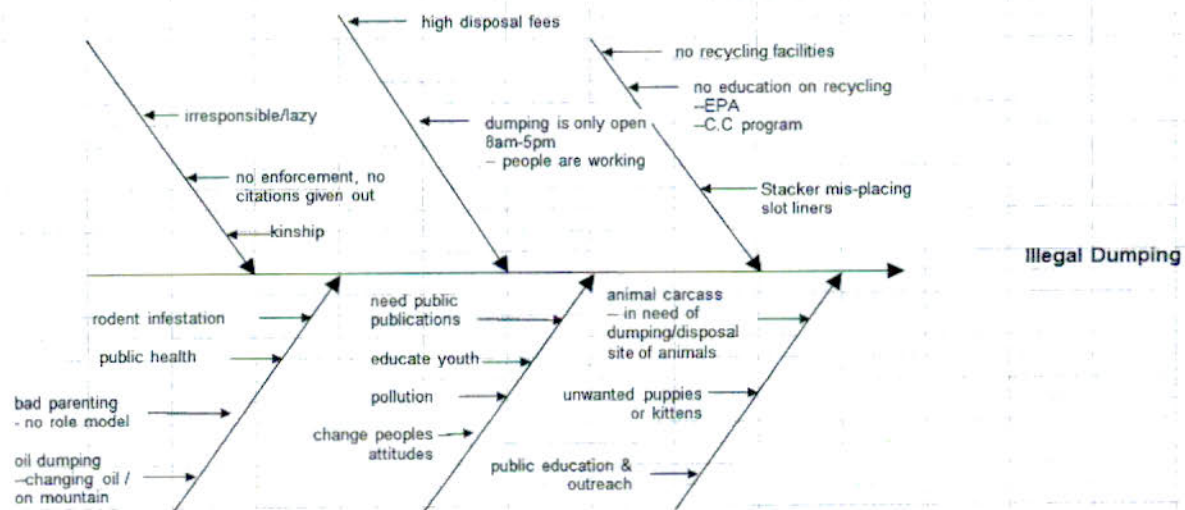 high disposal fees
no recycling facilities
no education on recycling
–EPA
–C.C program
irresponsible/lazy
dumping is only open
8am-5pm
– people are working
no enforcement, no
citations given out
Stacker mis-placing
slot liners
kinship
Illegal Dumping
rodent infestation
public health
bad parenting
- no role model
oil dumping
–changing oil /
on mountain
need public
publications
educate youth
pollution
change peoples
attitudes
animal carcass
– in need of
dumping/disposal
site of animals
unwanted puppies
or kittens
public education &
outreach